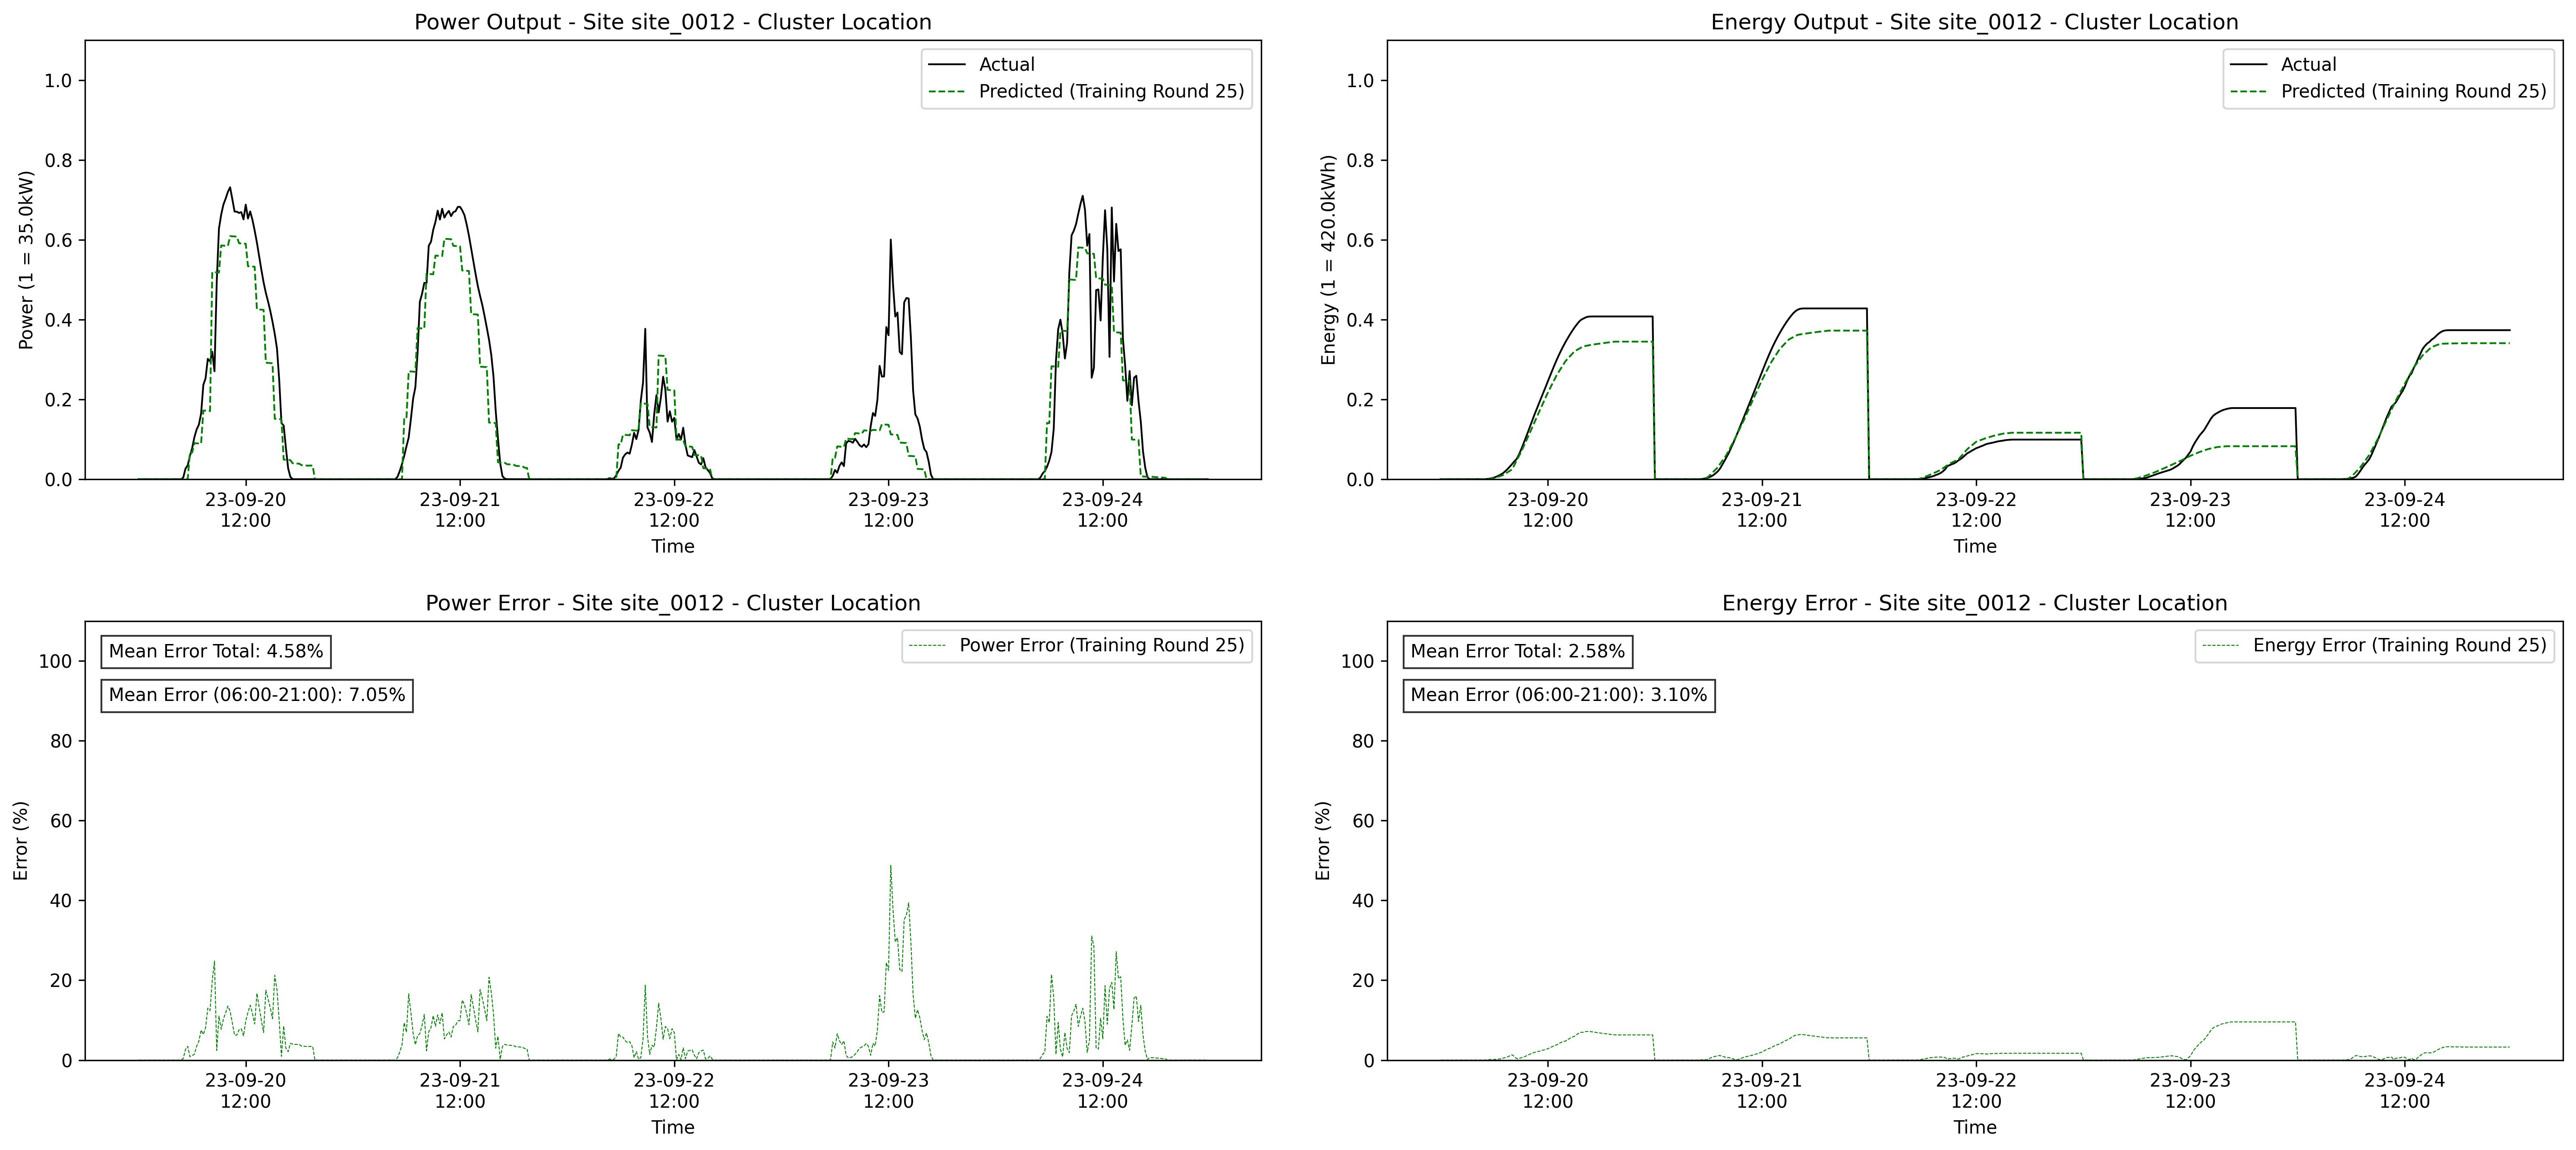 Power Output - Site site_0012 - Cluster Location
Actual
Predicted (Training Round 25)
Power (1 = 35.0kW)
1.0
0.8
0.6
0.4
0.2
0.0
23-09-20
12:00
23-09-21
12:00
23-09-22
12:00
23-09-23
12:00
23-09-24
12:00
Time
Energy Output - Site site_0012 - Cluster Location
Actual
Predicted (Training Round 25)
Energy (1 = 420.0kWh)
1.0
0.8
0.6
0.4
0.2
0.0
23-09-20
12:00
23-09-21
12:00
23-09-22
12:00
23-09-23
12:00
23-09-24
12:00
Time
Power Error - Site site_0012 - Cluster Location
Mean Error Total: 4.58%
Mean Error (06:00-21:00): 7.05%
Power Error (Training Round 25)
Error (%)
100
80
60
40
20
0
23-09-20
12:00
23-09-21
12:00
23-09-22
12:00
23-09-23
12:00
23-09-24
12:00
Time
Energy Error - Site site_0012 - Cluster Location
Mean Error Total: 2.58%
Mean Error (06:00-21:00): 3.10%
Energy Error (Training Round 25)
Error (%)
100
80
60
40
20
0
23-09-20
12:00
23-09-21
12:00
23-09-22
12:00
23-09-23
12:00
23-09-24
12:00
Time